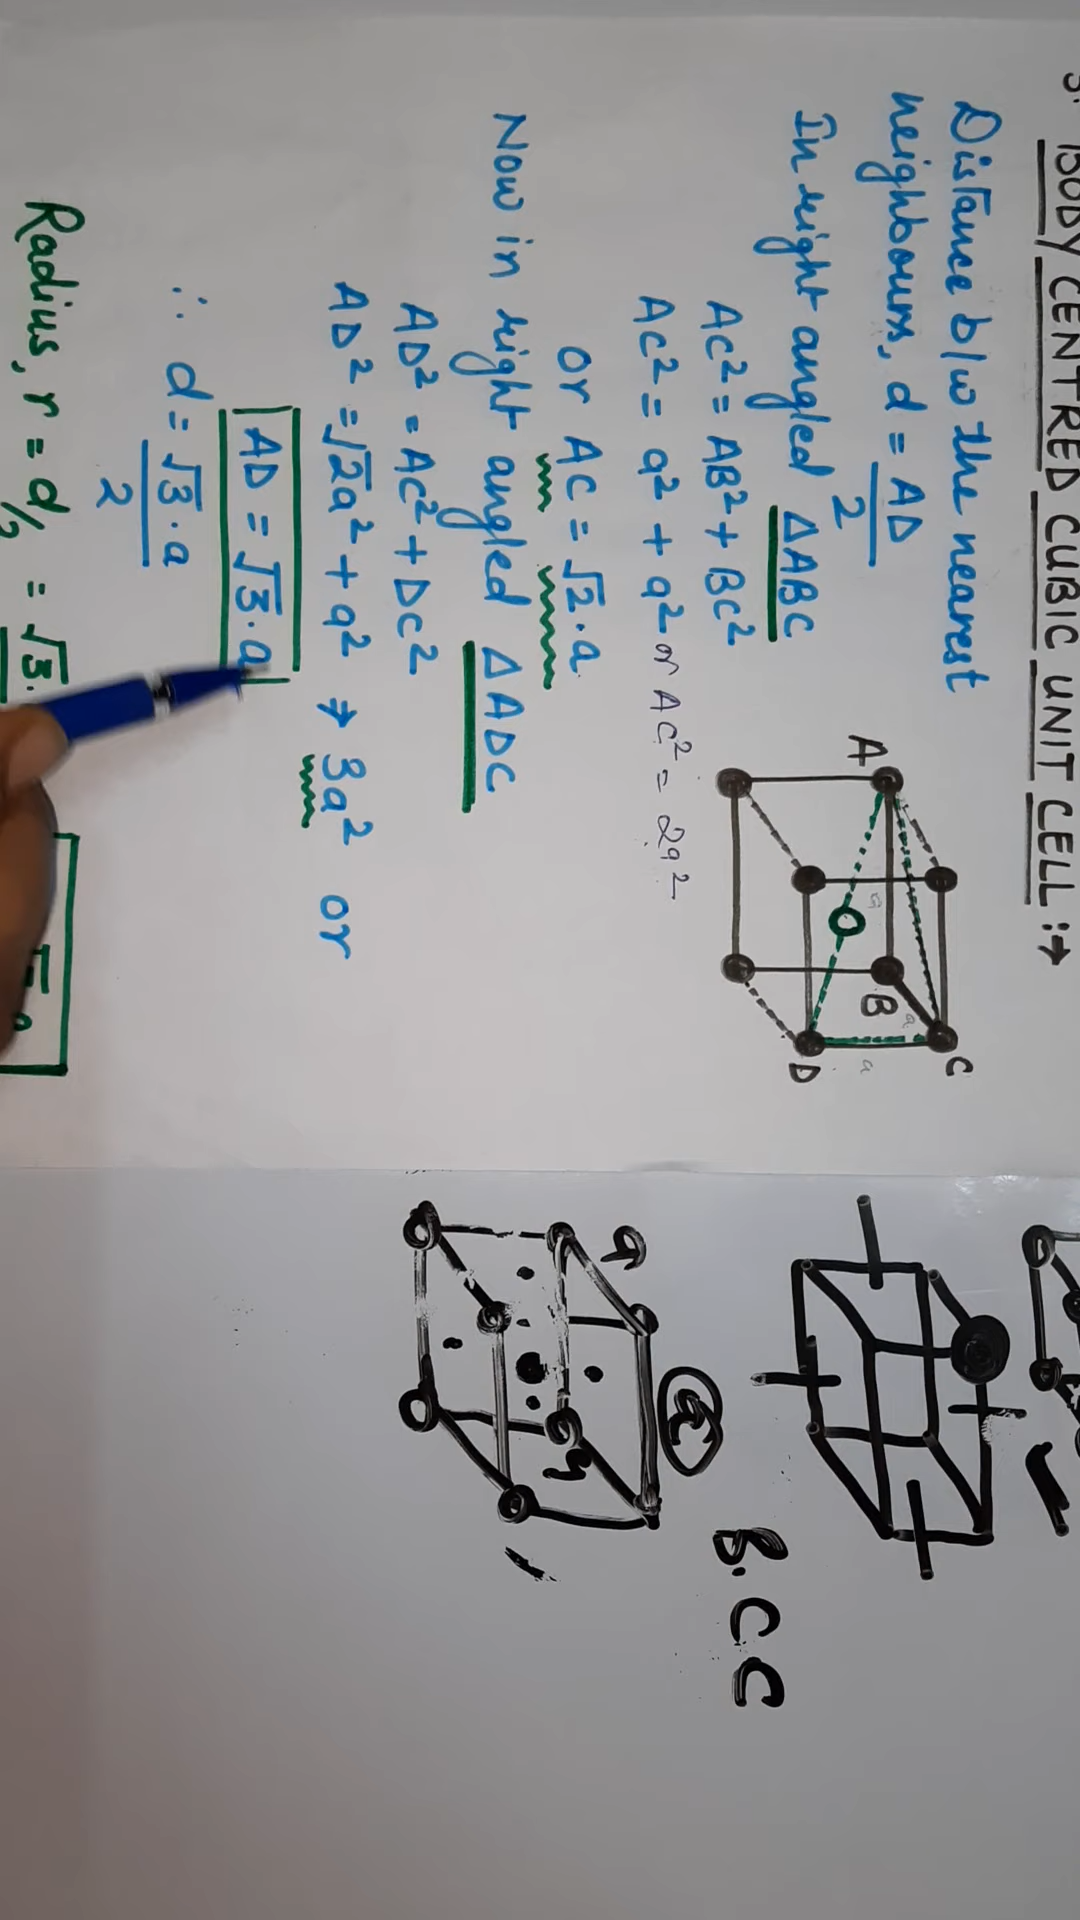 3. BODY CENTRED CUBIC UNIT CELL :→
Distance b/w the nearest
neighbours, d = AD
2
In right angled ΔABC
AC² = AB² + BC²
AC² = a² + a² or AC² = 2a²
or AC = √2.a
Now in right angled ΔADC
AD² = AC² + DC²
AD² = √2a² + a² → 3a² or
AD = √3.a
∴ d = √3.a
2
Radius, r = d/2 = √3.
A
B
C
D
a
a
B.C.C